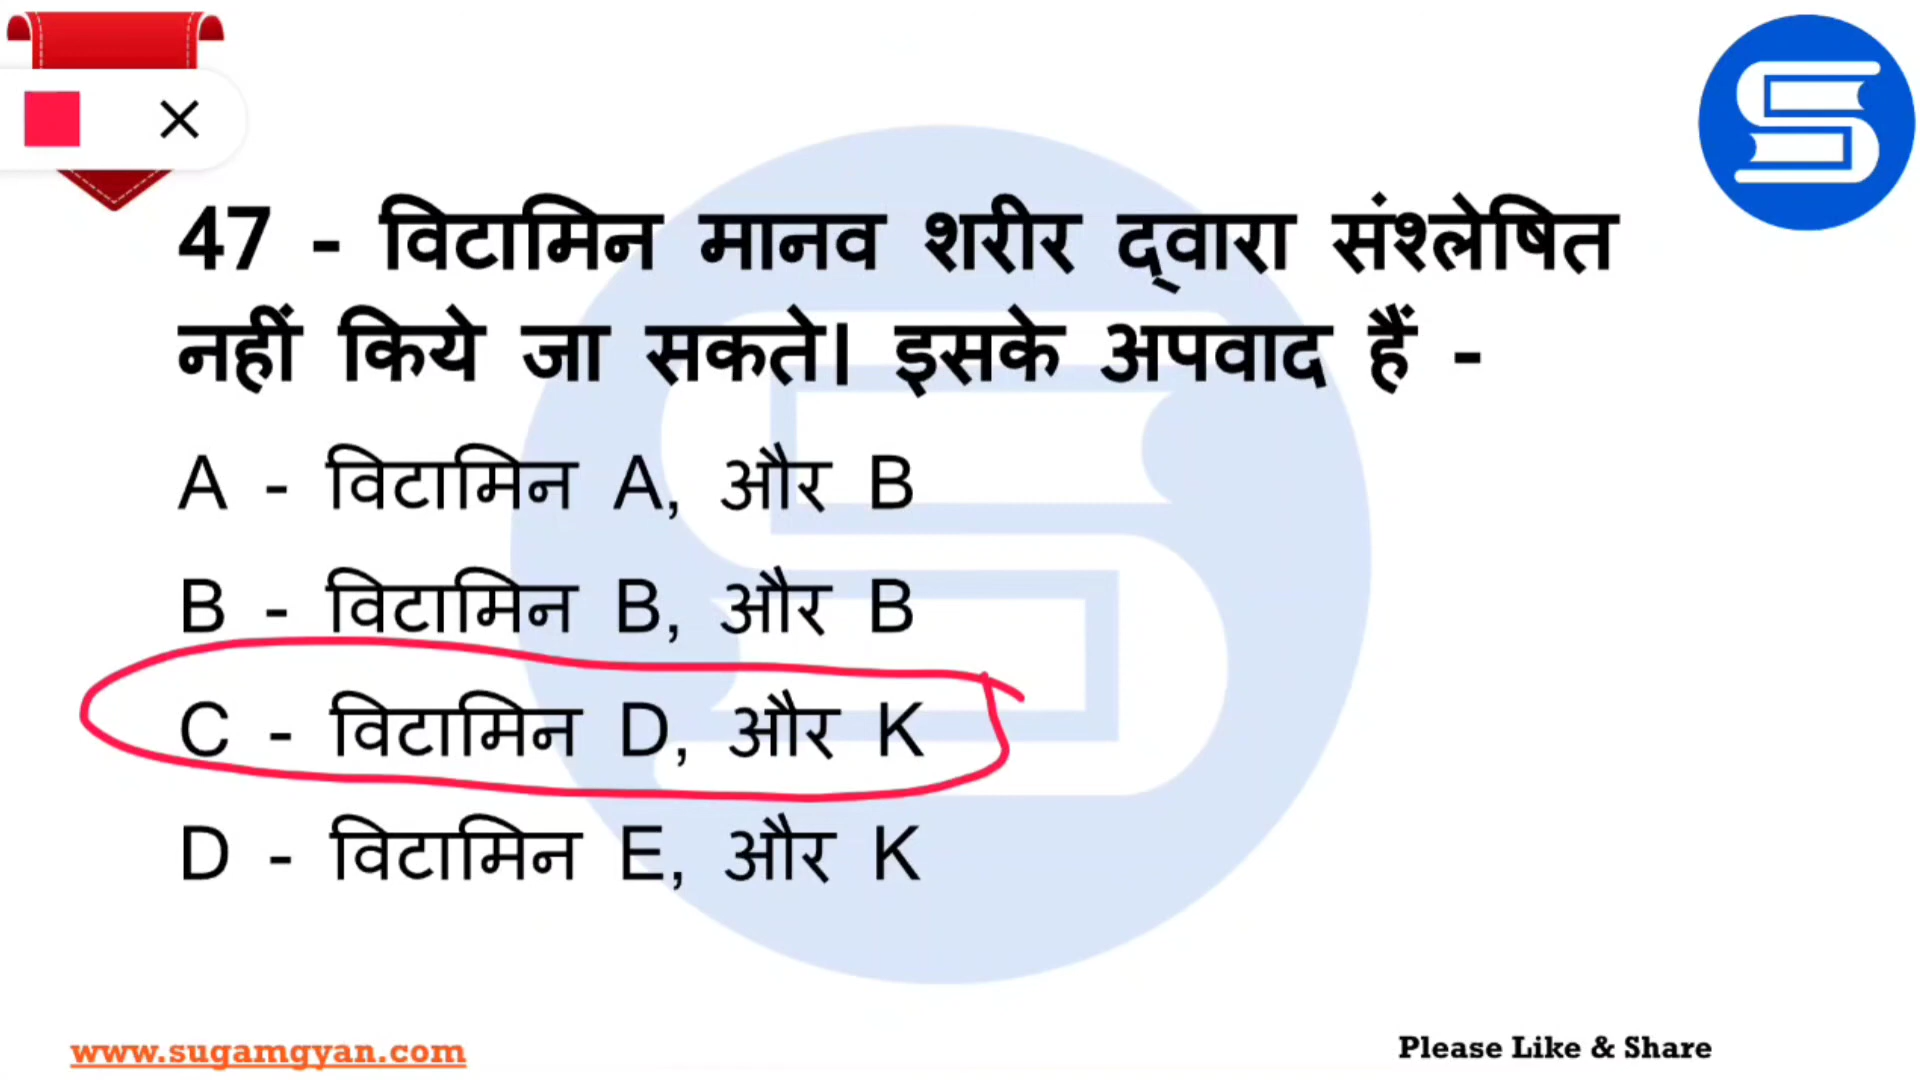 47 - विटामिन मानव शरीर द्वारा संश्लेषित
नहीं किये जा सकते। इसके अपवाद हैं -
A - विटामिन A, और B
B - विटामिन B, और B
C - विटामिन D, और K
D - विटामिन E, और K
www.sugamgyan.com
Please Like & Share